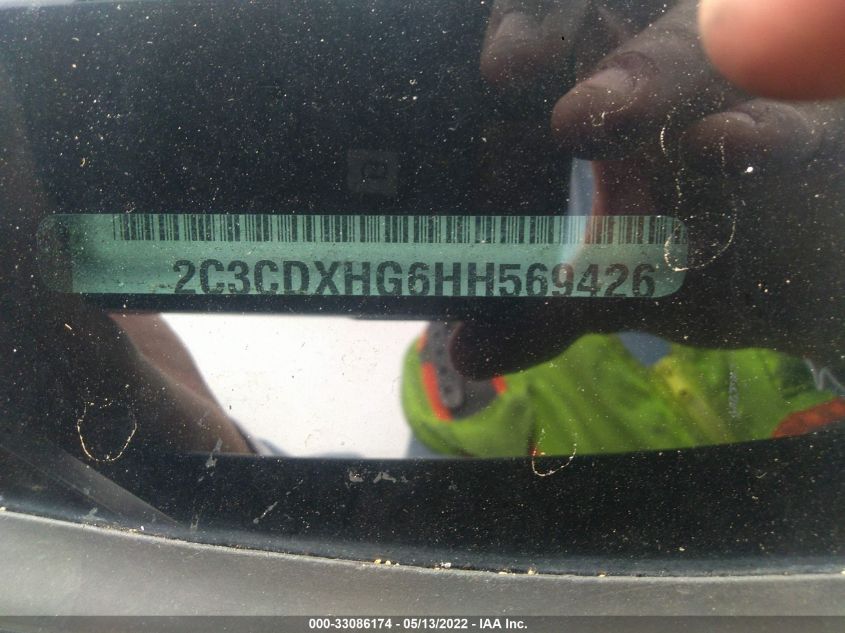 2C3CDXHG6HH569426
000-33086174 - 05/13/2022 - IAA Inc.